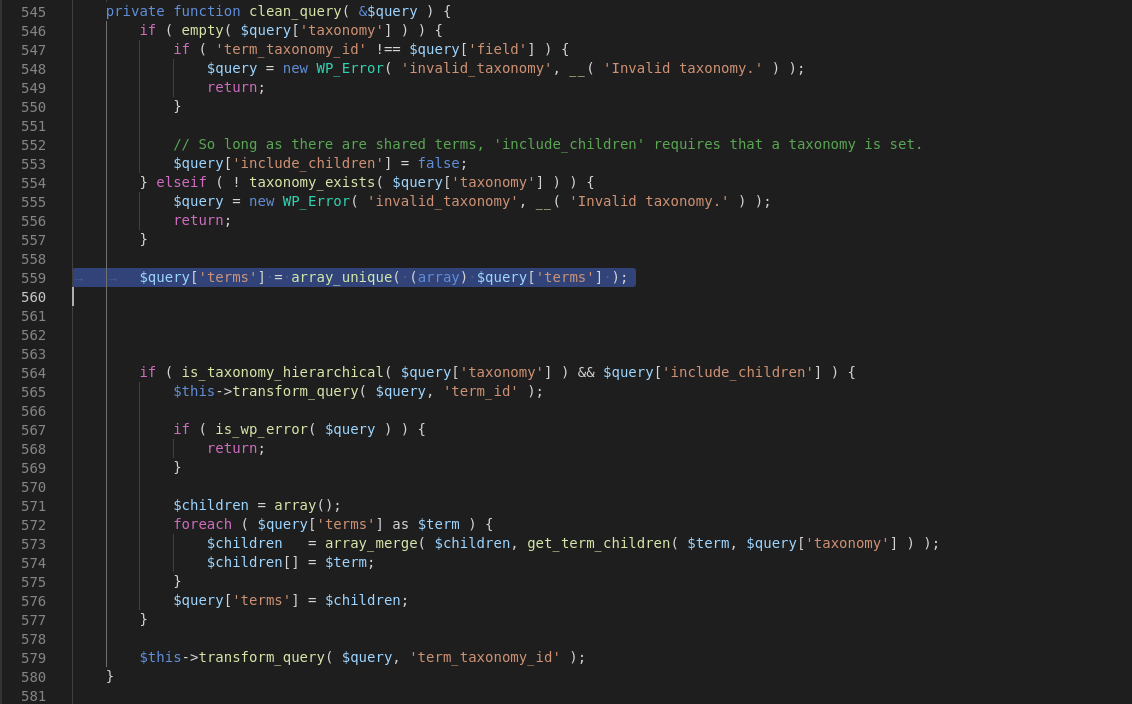 545 private function clean_query( &$query ) {
546 if ( empty( $query['taxonomy'] ) ) {
547 if ( 'term_taxonomy_id' !== $query['field'] ) {
548 $query = new WP_Error( 'invalid_taxonomy', __( 'Invalid taxonomy.' ) );
549 return;
550 }
551
552 // So long as there are shared terms, 'include_children' requires that a taxonomy is set.
553 $query['include_children'] = false;
554 } elseif ( ! taxonomy_exists( $query['taxonomy'] ) ) {
555 $query = new WP_Error( 'invalid_taxonomy', __( 'Invalid taxonomy.' ) );
556 return;
557 }
558
559 $query['terms'] = array_unique( (array) $query['terms'] );
560
561
562
563
564 if ( is_taxonomy_hierarchical( $query['taxonomy'] ) && $query['include_children'] ) {
565 $this->transform_query( $query, 'term_id' );
566
567 if ( is_wp_error( $query ) ) {
568 return;
569 }
570
571 $children = array();
572 foreach ( $query['terms'] as $term ) {
573 $children   = array_merge( $children, get_term_children( $term, $query['taxonomy'] ) );
574 $children[] = $term;
575 }
576 $query['terms'] = $children;
577 }
578
579 $this->transform_query( $query, 'term_taxonomy_id' );
580 }
581